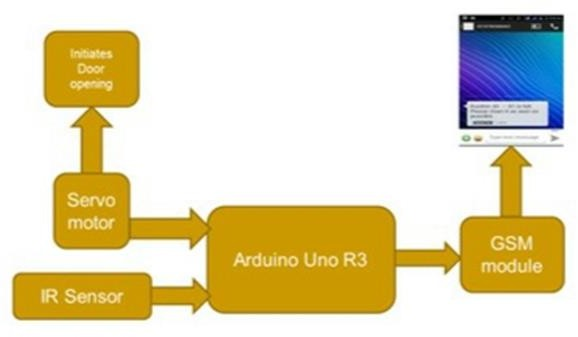 Initiates
Door
opening
Servo
motor
IR Sensor
Arduino Uno R3
GSM
module